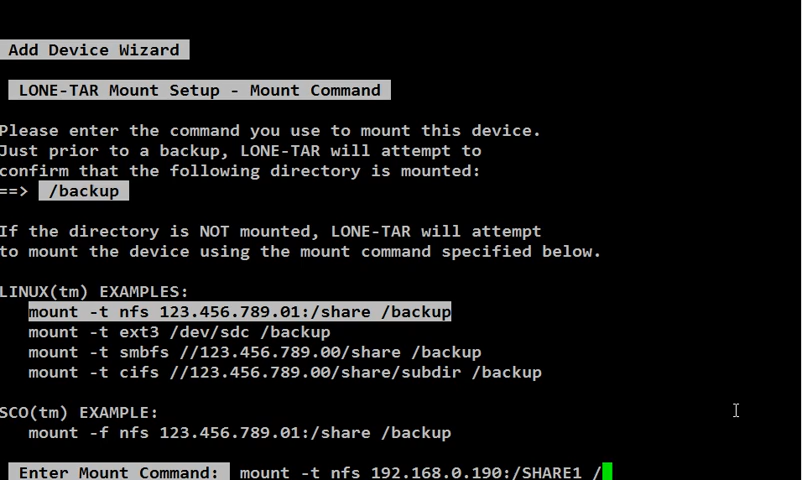 Add Device Wizard
LONE-TAR Mount Setup - Mount Command
Please enter the command you use to mount this device.
Just prior to a backup, LONE-TAR will attempt to
confirm that the following directory is mounted:
==> /backup
If the directory is NOT mounted, LONE-TAR will attempt
to mount the device using the mount command specified below.
LINUX(tm) EXAMPLES:
mount -t nfs 123.456.789.01:/share /backup
mount -t ext3 /dev/sdc /backup
mount -t smbfs //123.456.789.00/share /backup
mount -t cifs //123.456.789.00/share/subdir /backup
SCO(tm) EXAMPLE:
mount -f nfs 123.456.789.01:/share /backup
Enter Mount Command: mount -t nfs 192.168.0.190:/SHARE1 /